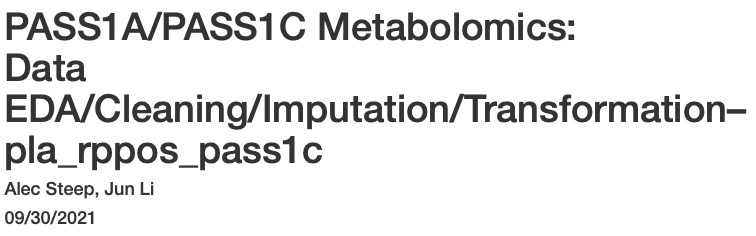 PASS1A/PASS1C Metabolomics:
Data
EDA/Cleaning/Imputation/Transformation–
pla_rppos_pass1c
Alec Steep, Jun Li
09/30/2021